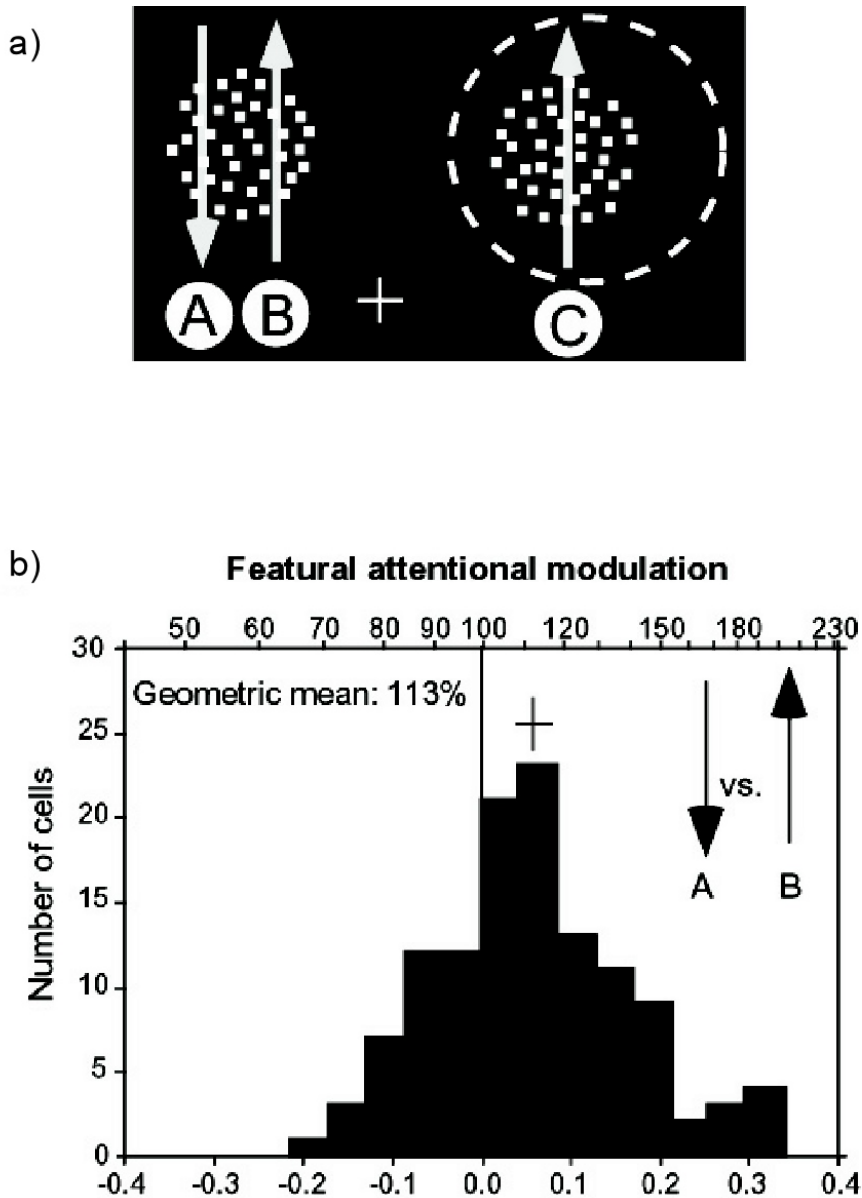 a)
A B C
b)
Featural attentional modulation
50 60 70 80 90 100 120 150 180 230
30
Geometric mean: 113%
25
20
vs.
A B
15
10
5
0
Number of cells
-0.4 -0.3 -0.2 -0.1 0.0 0.1 0.2 0.3 0.4